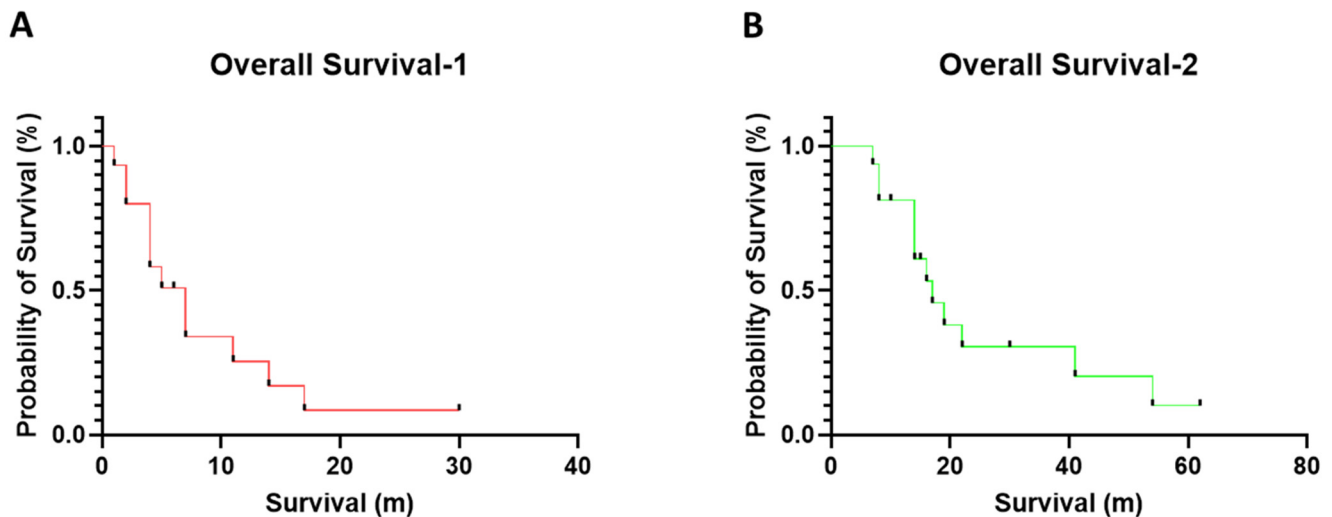 A
Overall Survival-1
Probability of Survival (%)
1.0
0.5
0.0
0 10 20 30 40
Survival (m)
B
Overall Survival-2
Probability of Survival (%)
1.0
0.5
0.0
0 20 40 60 80
Survival (m)